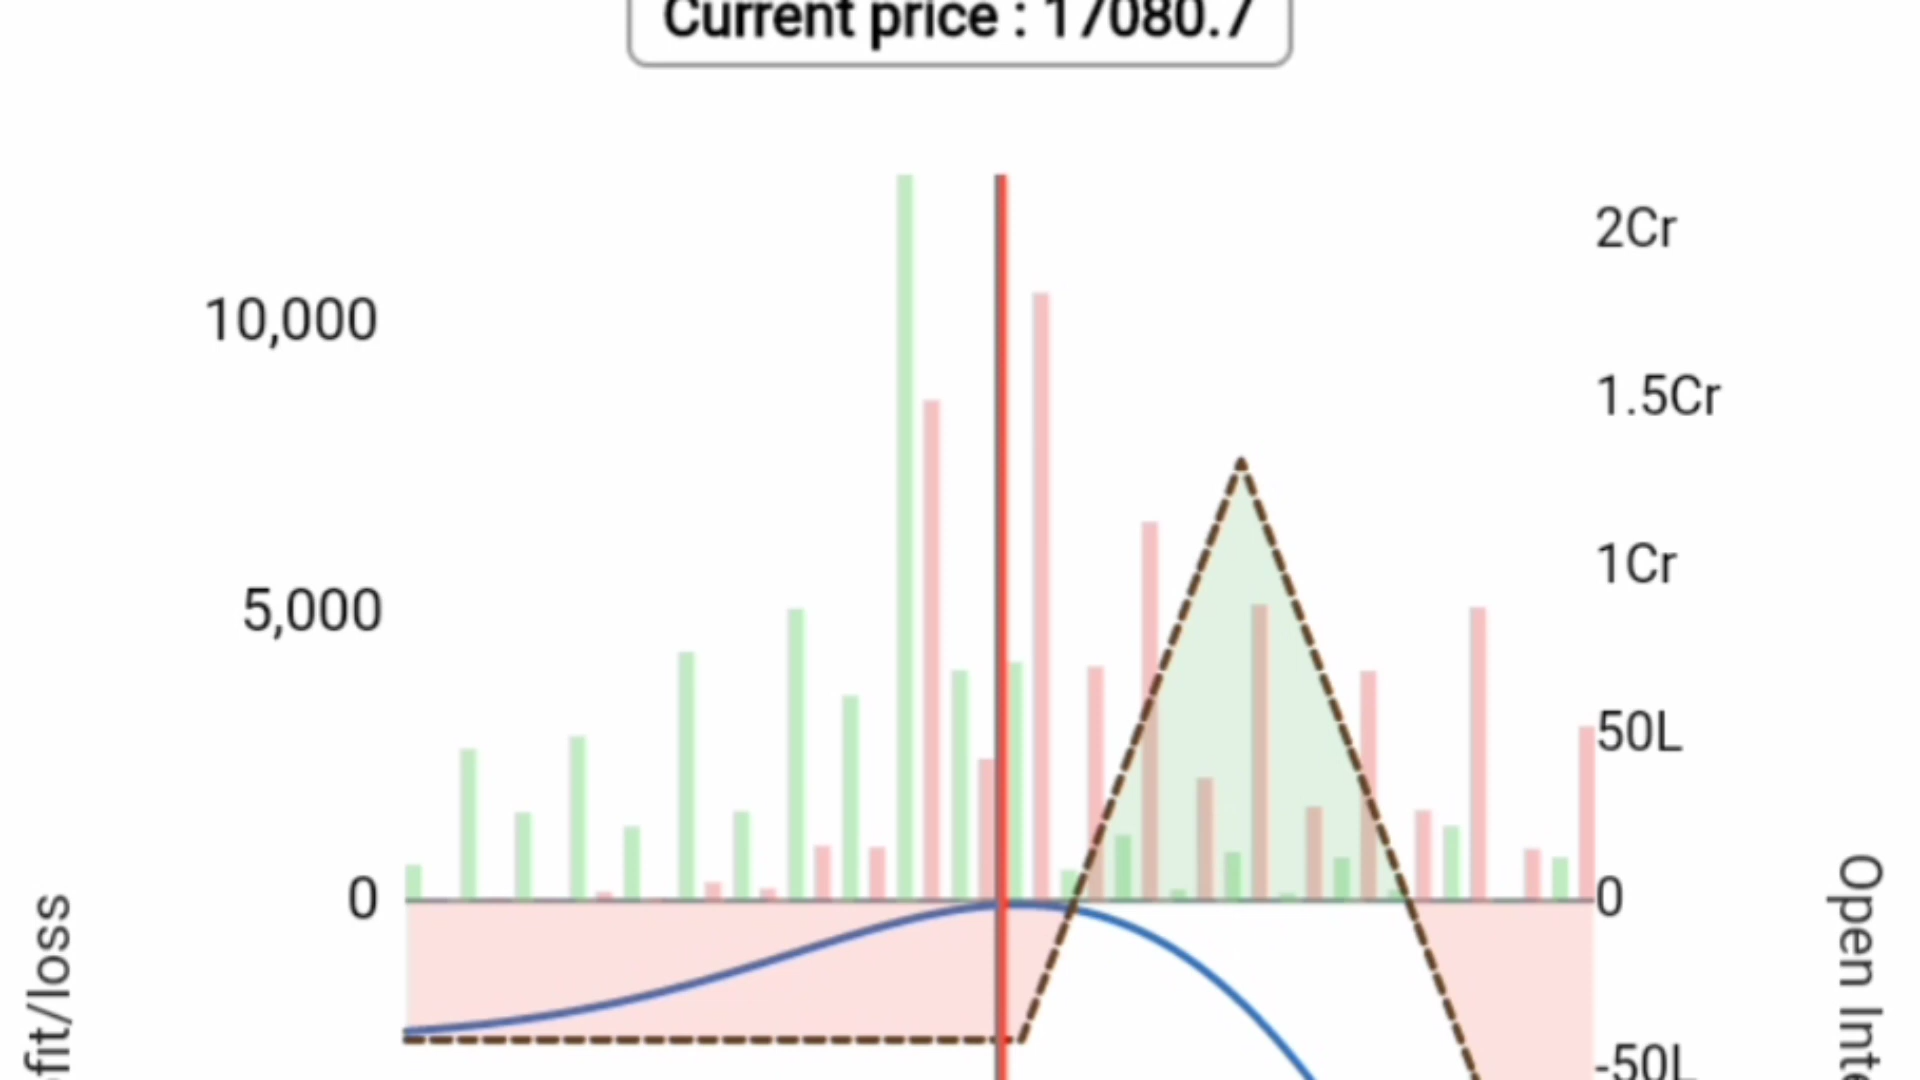 Current price : 17080.7
10,000
5,000
0
2Cr
1.5Cr
1Cr
50L
0
-50L
ofit/loss
Open Inte